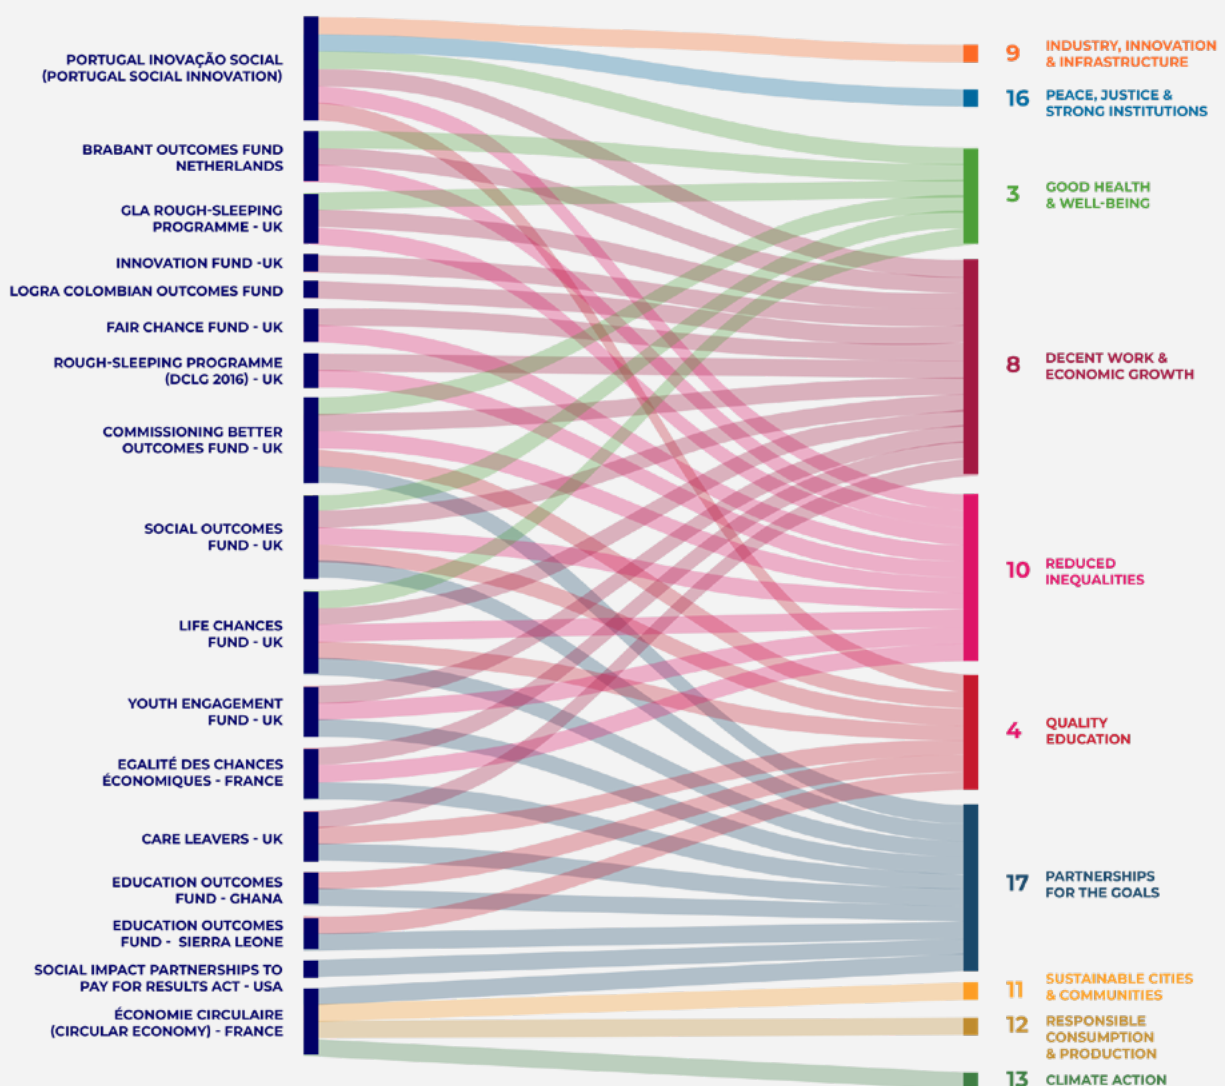 PORTUGAL INOVAÇÃO SOCIAL
(PORTUGAL SOCIAL INNOVATION)
BRABANT OUTCOMES FUND
NETHERLANDS
GLA ROUGH-SLEEPING
PROGRAMME - UK
INNOVATION FUND -UK
LOGRA COLOMBIAN OUTCOMES FUND
FAIR CHANCE FUND - UK
ROUGH-SLEEPING PROGRAMME
(DCLG 2016) - UK
COMMISSIONING BETTER
OUTCOMES FUND - UK
SOCIAL OUTCOMES
FUND - UK
LIFE CHANCES
FUND - UK
YOUTH ENGAGEMENT
FUND - UK
EGALITÉ DES CHANCES
ÉCONOMIQUES - FRANCE
CARE LEAVERS - UK
EDUCATION OUTCOMES
FUND - GHANA
EDUCATION OUTCOMES
FUND - SIERRA LEONE
SOCIAL IMPACT PARTNERSHIPS TO
PAY FOR RESULTS ACT - USA
ÉCONOMIE CIRCULAIRE
(CIRCULAR ECONOMY) - FRANCE
9 INDUSTRY, INNOVATION
& INFRASTRUCTURE
16 PEACE, JUSTICE &
STRONG INSTITUTIONS
3 GOOD HEALTH
& WELL-BEING
8 DECENT WORK &
ECONOMIC GROWTH
10 REDUCED
INEQUALITIES
4 QUALITY
EDUCATION
17 PARTNERSHIPS
FOR THE GOALS
11 SUSTAINABLE CITIES
& COMMUNITIES
12 RESPONSIBLE
CONSUMPTION
& PRODUCTION
13 CLIMATE ACTION